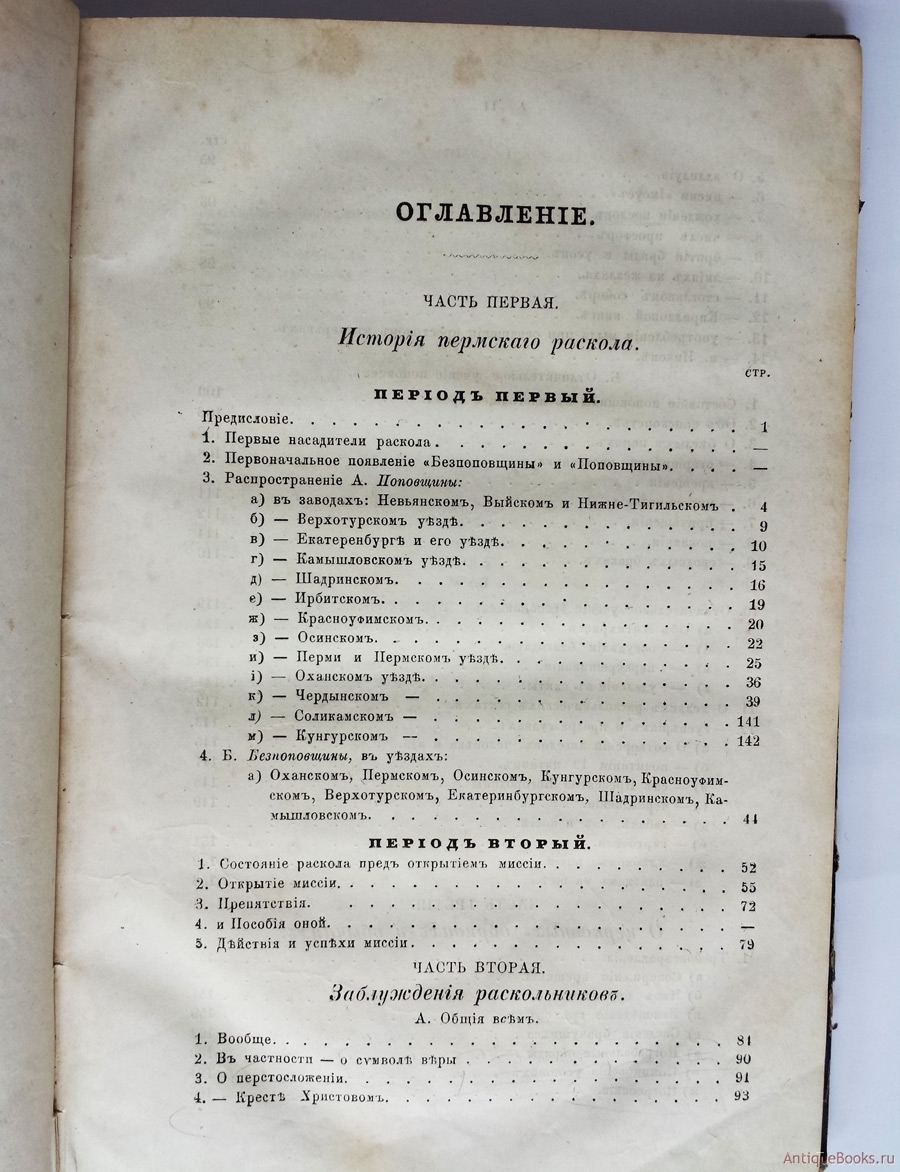 ОГЛАВЛЕНІЕ.
ЧАСТЬ ПЕРВАЯ.
Исторія пермскаго раскола.
СТР.
ПЕРІОДЪ ПЕРВЫЙ.
Предисловіе. 1
1. Первые насадители раскола. —
2. Первоначальное появленіе «Безпоповщины» и «Поповщины». —
3. Распространеніе А. Поповщины:
а) въ заводахъ: Невьянскомъ, Выйскомъ и Нижне-Тигильскомъ . 4
б) — Верхотурскомъ уѣздѣ. 9
в) — Екатеренбургѣ и его уѣздѣ. 10
г) — Камышловскомъ уѣздѣ. 15
д) — Шадринскомъ. 16
е) — Ирбитскомъ. 19
ж) — Красноуфимскомъ. 20
з) — Осинскомъ. 22
и) — Перми и Пермскомъ уѣздѣ. 25
і) — Оханскомъ уѣздѣ. 36
к) — Чердынскомъ — 39
л) — Соликамскомъ — 141
м) — Кунгурскомъ — 142
4. Б. Безпоповщины, въ уѣздахъ:
а) Оханскомъ, Пермскомъ, Осинскомъ, Кунгурскомъ, Красноуфим-
скомъ, Верхотурскомъ, Екатеринбургскомъ, Шадринскомъ, Ка-
мышловскомъ. 44
ПЕРІОДЪ ВТОРЫЙ.
1. Состояніе раскола предъ открытіемъ миссіи. 52
2. Открытіе миссіи. 55
3. Препятствія. 72
4. и Пособія оной. —
5. Дѣйствія и успѣхи миссіи. 79
ЧАСТЬ ВТОРАЯ.
Заблужденія раскольниковъ.
А. Общія всѣмъ.
1. Вообще. 81
2. Въ частности — о символѣ вѣры 90
3. О перстосложеніи. 91
4. — Крестѣ Христовомъ. 93
AntiqueBooks.ru